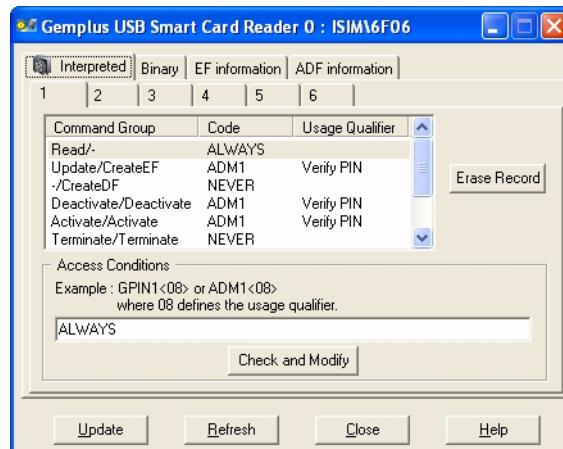 Gemplus USB Smart Card Reader 0 : ISIM\6F06
Interpreted Binary EF information ADF information
1 2 3 4 5 6
Command Group Code Usage Qualifier
Read/- ALWAYS
Update/CreateEF ADM1 Verify PIN
-/CreateDF NEVER
Deactivate/Deactivate ADM1 Verify PIN
Activate/Activate ADM1 Verify PIN
Terminate/Terminate NEVER
Erase Record
Access Conditions
Example : GPIN1<08> or ADM1<08>
where 08 defines the usage qualifier.
ALWAYS
Check and Modify
Update Refresh Close Help